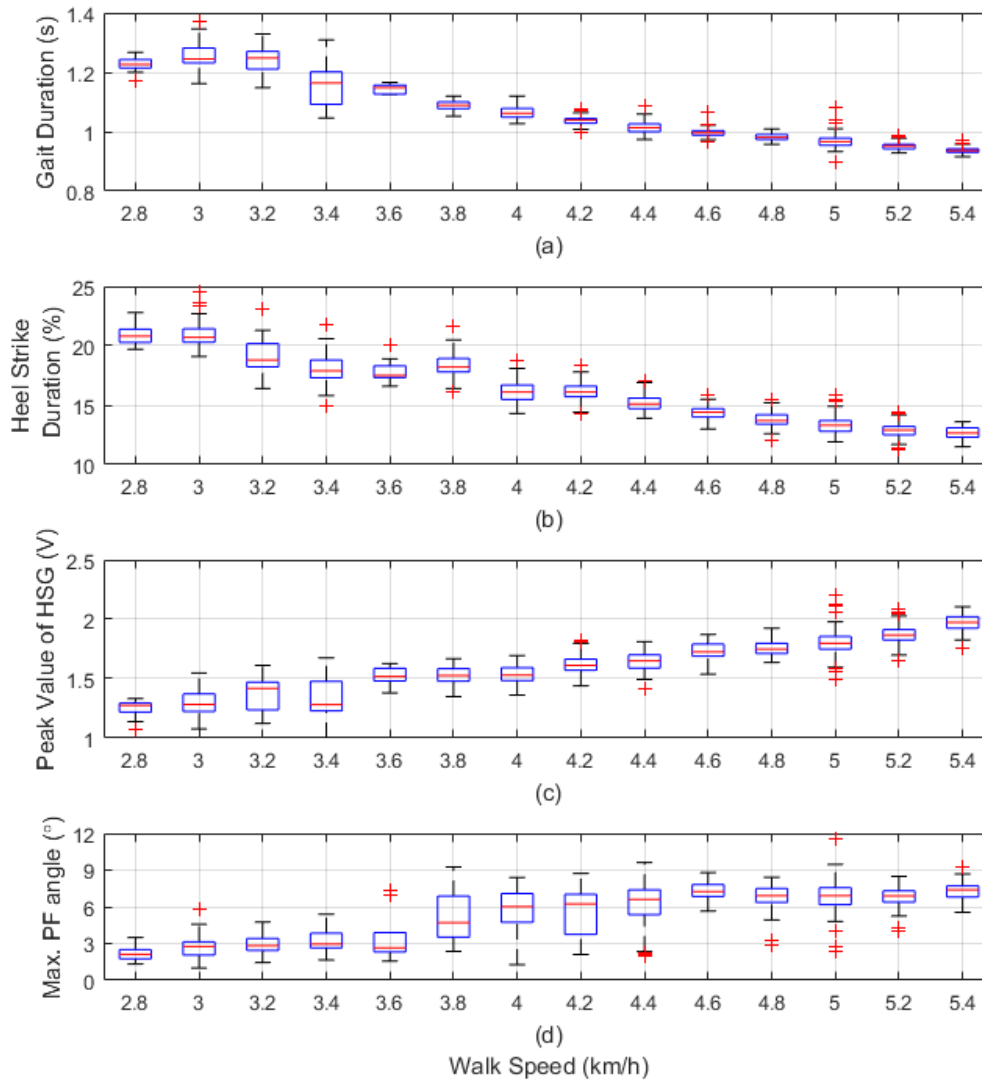 Gait Duration (s)
1.4
1.2
1
0.8
2.8 3 3.2 3.4 3.6 3.8 4 4.2 4.4 4.6 4.8 5 5.2 5.4
(a)
Heel Strike
Duration (%)
25
20
15
10
2.8 3 3.2 3.4 3.6 3.8 4 4.2 4.4 4.6 4.8 5 5.2 5.4
(b)
Peak Value of HSG (V)
2.5
2
1.5
1
2.8 3 3.2 3.4 3.6 3.8 4 4.2 4.4 4.6 4.8 5 5.2 5.4
(c)
Max. PF angle (°)
12
9
6
3
0
2.8 3 3.2 3.4 3.6 3.8 4 4.2 4.4 4.6 4.8 5 5.2 5.4
(d)
Walk Speed (km/h)